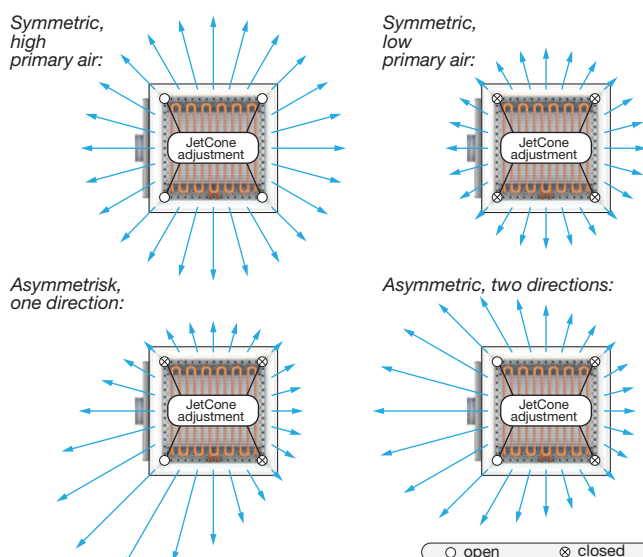 Symmetric,
high
primary air:
JetCone
adjustment
Symmetric,
low
primary air:
JetCone
adjustment
Asymmetrisk,
one direction:
JetCone
adjustment
Asymmetric, two directions:
JetCone
adjustment
open
closed